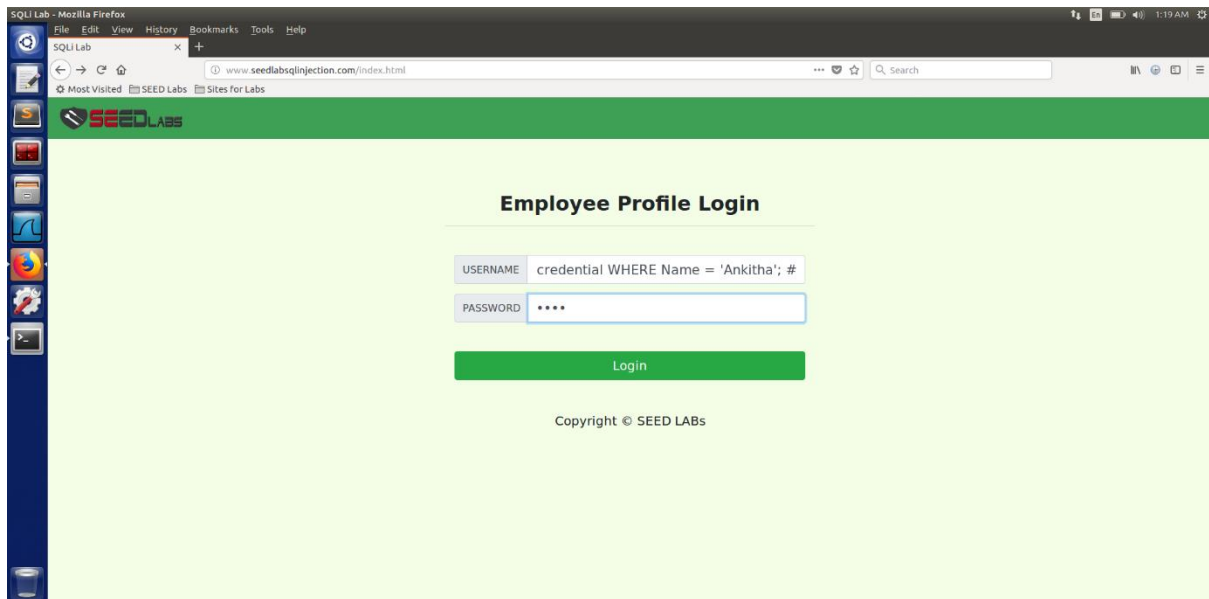 SQLi Lab - Mozilla Firefox
En
1:19 AM
File Edit View History Bookmarks Tools Help
SQLi Lab
www.seedlabsqlinjection.com/index.html
Search
Most Visited SEED Labs Sites for Labs
SEEDLABS
Employee Profile Login
USERNAME credential WHERE Name = 'Ankitha'; #
PASSWORD ••••
Login
Copyright © SEED LABs